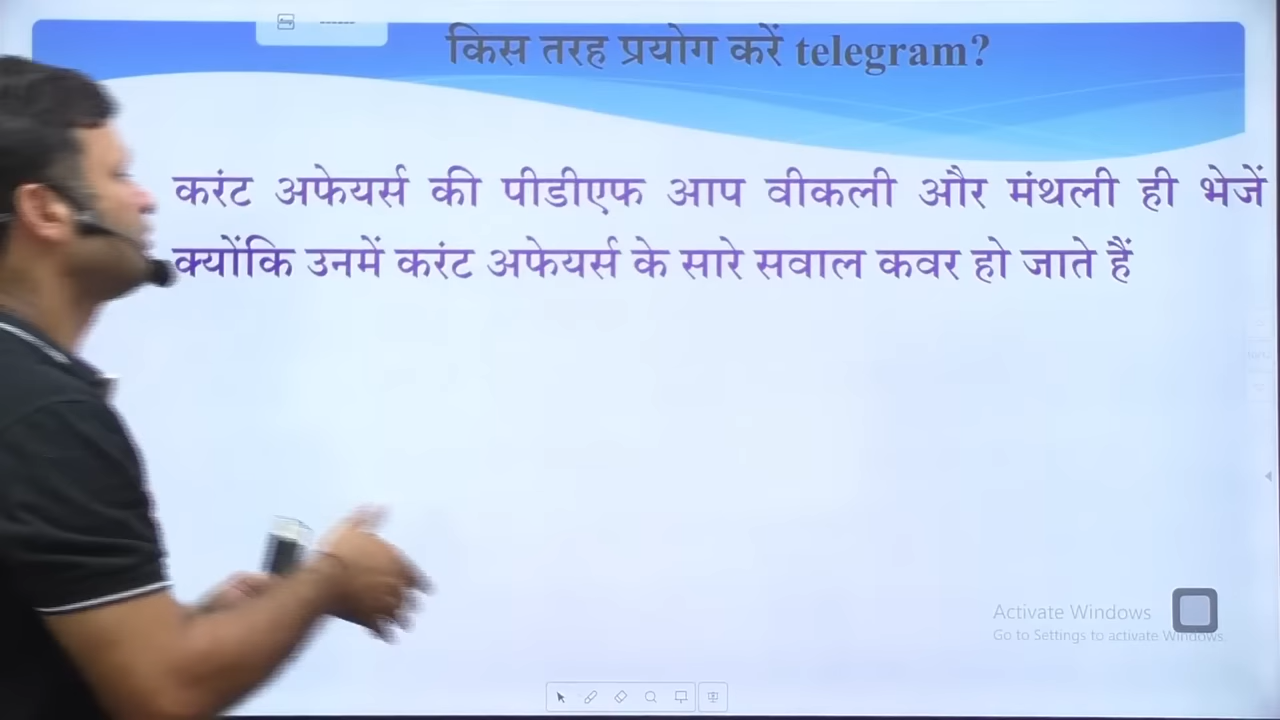 किस तरह प्रयोग करें telegram?
करंट अफेयर्स की पीडीएफ आप वीकली और मंथली ही भेजें
क्योंकि उनमें करंट अफेयर्स के सारे सवाल कवर हो जाते हैं
Activate Windows
Go to Settings to activate Windows.